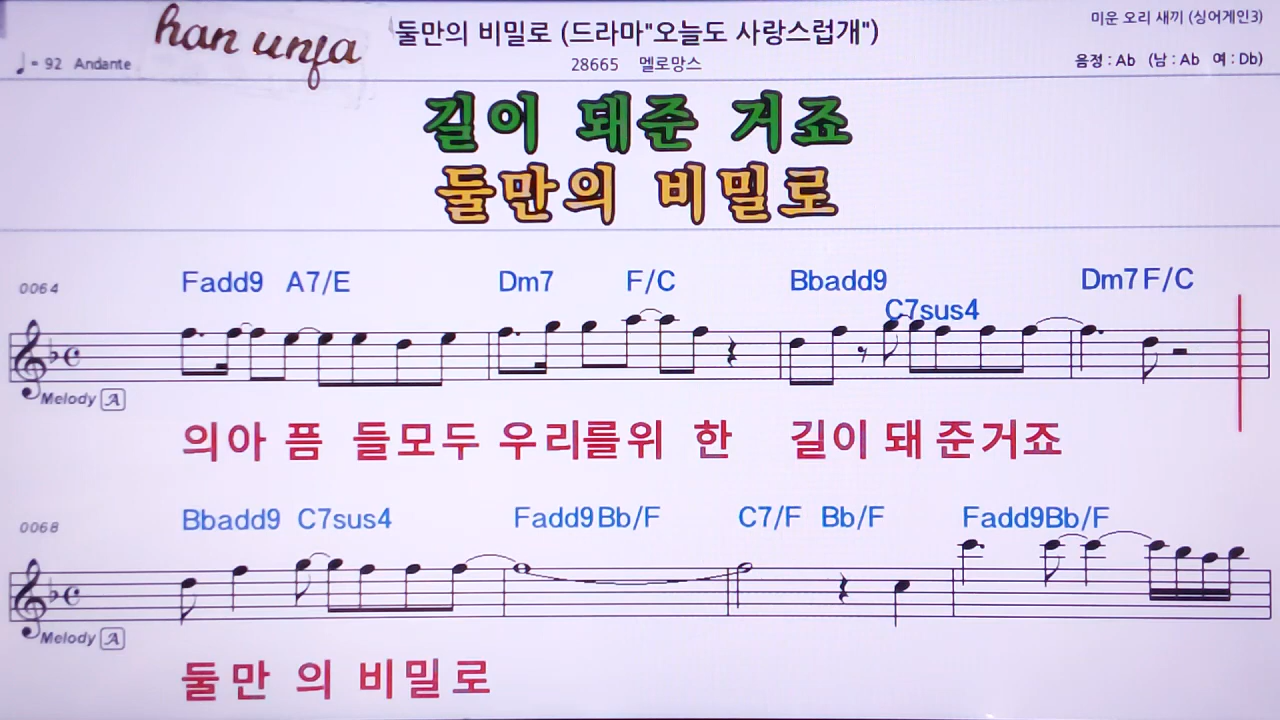 han unfa
둘만의 비밀로 (드라마"오늘도 사랑스럽개")
미운 오리 새끼 (싱어게인3)
♩= 92 Andante
28665 멜로망스
음정 : Ab (남 : Ab 여 : Db)
길이 돼준 거죠
둘만의 비밀로
Fadd9 A7/E Dm7 F/C Bbadd9 C7sus4 Dm7 F/C
0064
Melody A
의아 픔 들모두 우리를위 한 길이 돼 준거죠
Bbadd9 C7sus4 Fadd9 Bb/F C7/F Bb/F Fadd9 Bb/F
0068
Melody A
둘만 의 비밀로